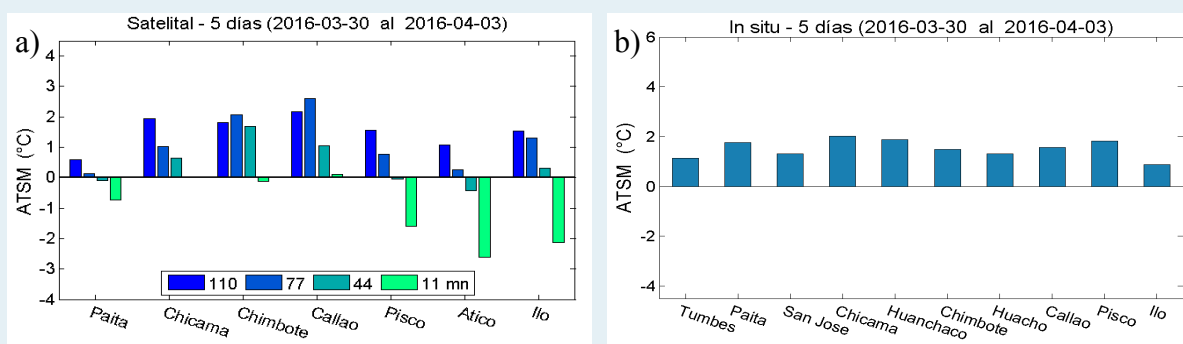 a)
Satelital - 5 días (2016-03-30 al 2016-04-03)
ATSM (°C)
4
3
2
1
0
-1
-2
-3
-4
110 77 44 11 mn
Paita Chicama Chimbote Callao Pisco Atico Ilo
b)
In situ - 5 días (2016-03-30 al 2016-04-03)
ATSM (°C)
6
4
2
0
-2
-4
Tumbes Paita San Jose Chicama Huanchaco Chimbote Huacho Callao Pisco Ilo